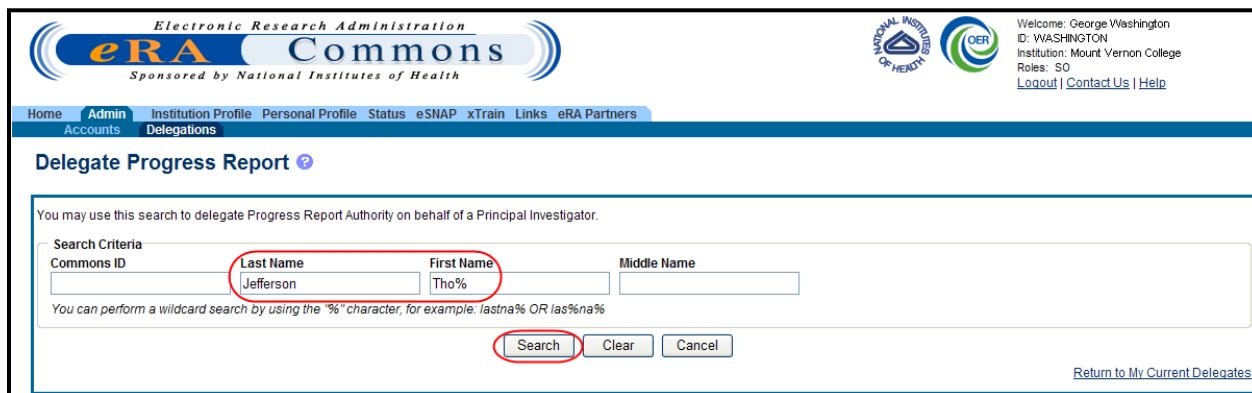 Electronic Research Administration
eRA Commons
Sponsored by National Institutes of Health
NATIONAL INSTITUTES OF HEALTH
OER
Welcome: George Washington
ID: WASHINGTON
Institution: Mount Vernon College
Roles: SO
Logout | Contact Us | Help
Home Admin Institution Profile Personal Profile Status eSNAP xTrain Links eRA Partners
Accounts Delegations
Delegate Progress Report ?
You may use this search to delegate Progress Report Authority on behalf of a Principal Investigator.
Search Criteria
Commons ID Last Name First Name Middle Name
Jefferson Tho%
You can perform a wildcard search by using the "%" character, for example: lastna% OR las%na%
Search Clear Cancel
Return to My Current Delegates